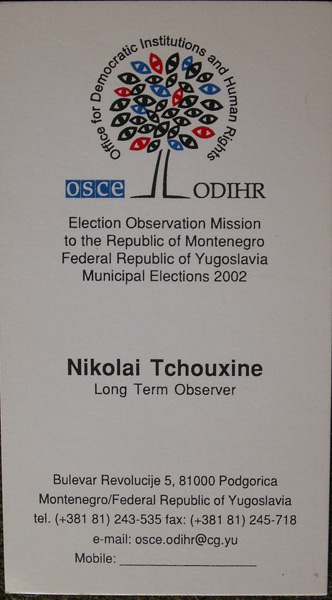 Office for Democratic Institutions and Human Rights
osce ODIHR
Election Observation Mission
to the Republic of Montenegro
Federal Republic of Yugoslavia
Municipal Elections 2002
Nikolai Tchouxine
Long Term Observer
Bulevar Revolucije 5, 81000 Podgorica
Montenegro/Federal Republic of Yugoslavia
tel. (+381 81) 243-535 fax: (+381 81) 245-718
e-mail: osce.odihr@cg.yu
Mobile: ____________________